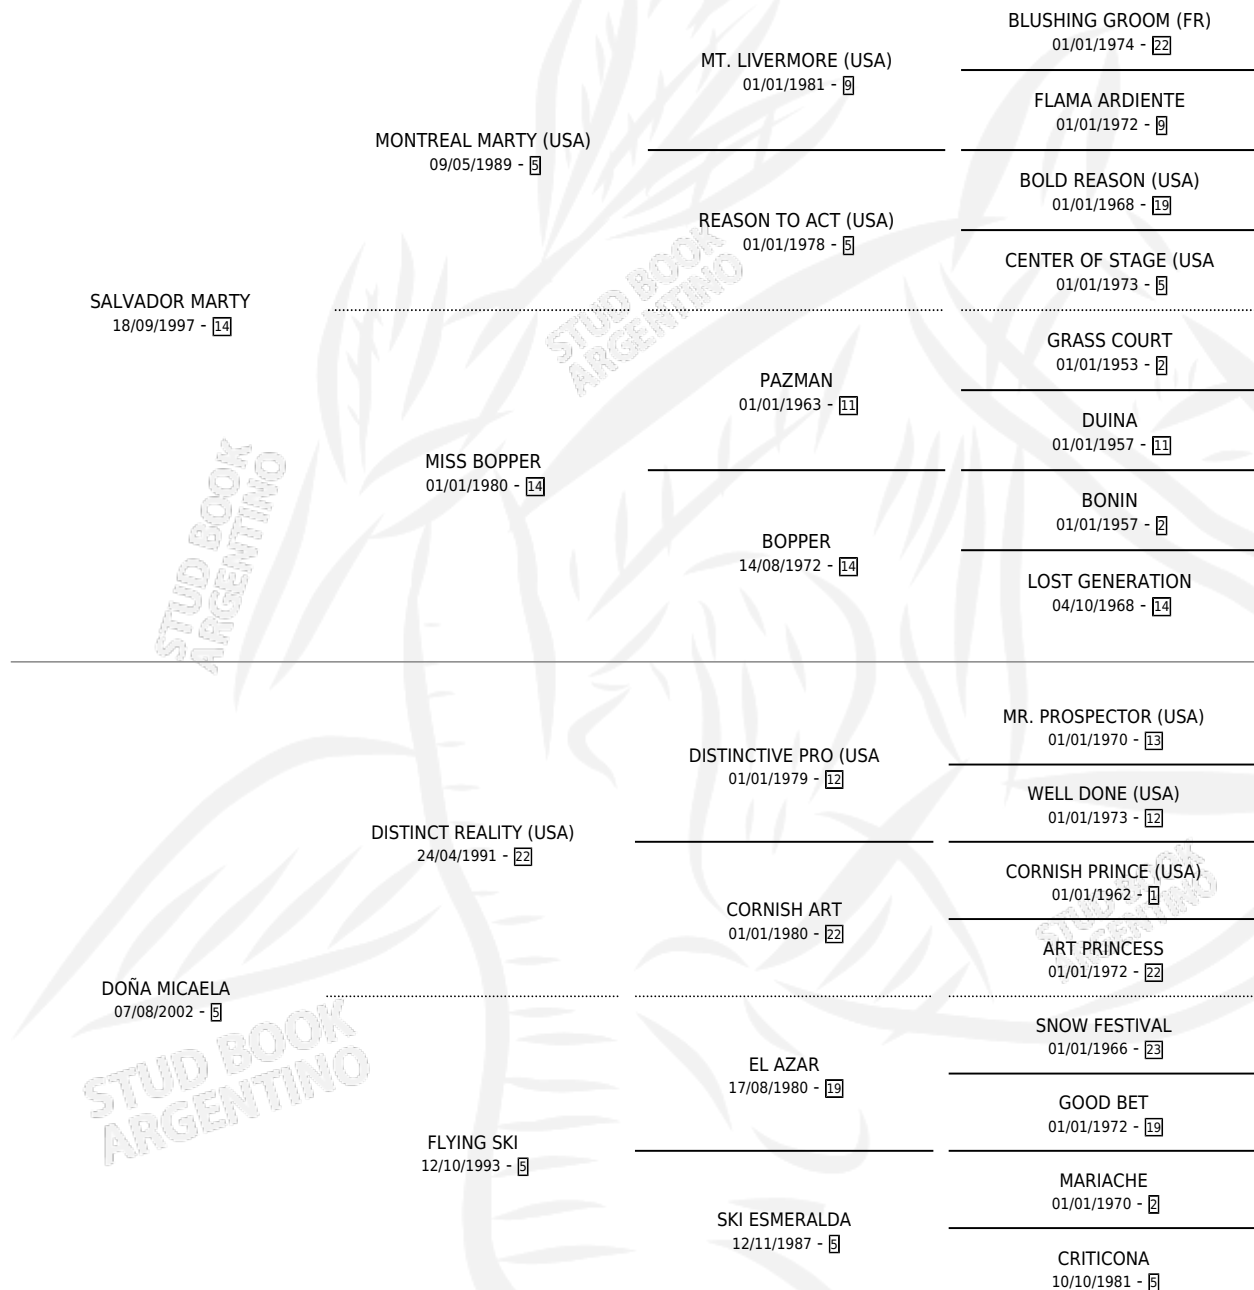 BLUSHING GROOM (FR)
01/01/1974 - 22
MT. LIVERMORE (USA)
01/01/1981 - 9
FLAMA ARDIENTE
01/01/1972 - 9
MONTREAL MARTY (USA)
09/05/1989 - 5
BOLD REASON (USA)
01/01/1968 - 19
REASON TO ACT (USA)
01/01/1978 - 5
CENTER OF STAGE (USA
01/01/1973 - 5
SALVADOR MARTY
18/09/1997 - 14
GRASS COURT
01/01/1953 - 2
PAZMAN
01/01/1963 - 11
DUINA
01/01/1957 - 11
MISS BOPPER
01/01/1980 - 14
BONIN
01/01/1957 - 2
BOPPER
14/08/1972 - 14
LOST GENERATION
04/10/1968 - 14
STUD BOOK
ARGENTINO
STUD BOOK
ARGENTINO
MR. PROSPECTOR (USA)
01/01/1970 - 13
DISTINCTIVE PRO (USA
01/01/1979 - 12
WELL DONE (USA)
01/01/1973 - 12
DISTINCT REALITY (USA)
24/04/1991 - 22
CORNISH PRINCE (USA)
01/01/1962 - 1
CORNISH ART
01/01/1980 - 22
ART PRINCESS
01/01/1972 - 22
DOÑA MICAELA
07/08/2002 - 5
SNOW FESTIVAL
01/01/1966 - 23
EL AZAR
17/08/1980 - 19
GOOD BET
01/01/1972 - 19
FLYING SKI
12/10/1993 - 5
MARIACHE
01/01/1970 - 2
SKI ESMERALDA
12/11/1987 - 5
CRITICONA
10/10/1981 - 5
STUD BOOK
ARGENTINO
STUD BOOK
ARGENTINO